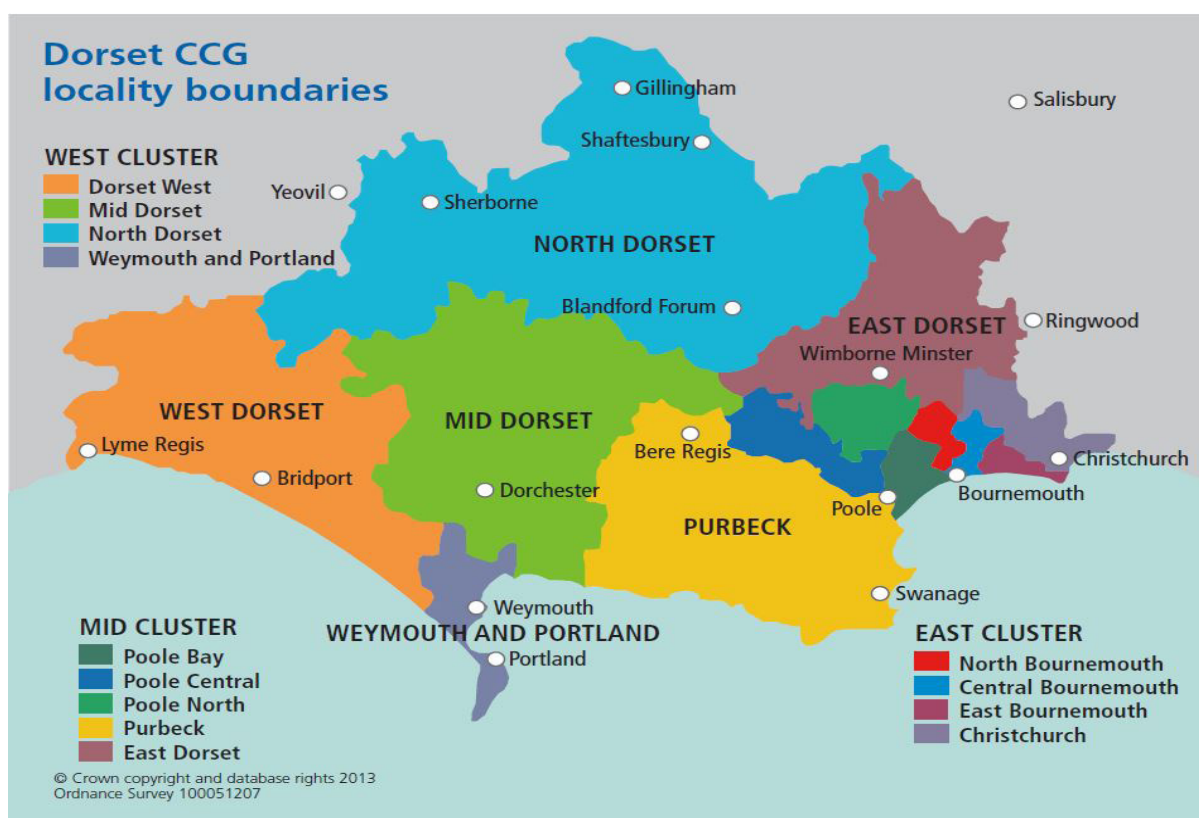 Dorset CCG
locality boundaries
WEST CLUSTER
Dorset West
Mid Dorset
North Dorset
Weymouth and Portland
Gillingham
Salisbury
Shaftesbury
Yeovil
Sherborne
NORTH DORSET
Blandford Forum
EAST DORSET
Ringwood
Wimborne Minster
WEST DORSET
MID DORSET
Lyme Regis
Bere Regis
Christchurch
Bridport
Dorchester
Bournemouth
Poole
PURBECK
Swanage
Weymouth
WEYMOUTH AND PORTLAND
Portland
MID CLUSTER
Poole Bay
Poole Central
Poole North
Purbeck
East Dorset
EAST CLUSTER
North Bournemouth
Central Bournemouth
East Bournemouth
Christchurch
© Crown copyright and database rights 2013
Ordnance Survey 100051207